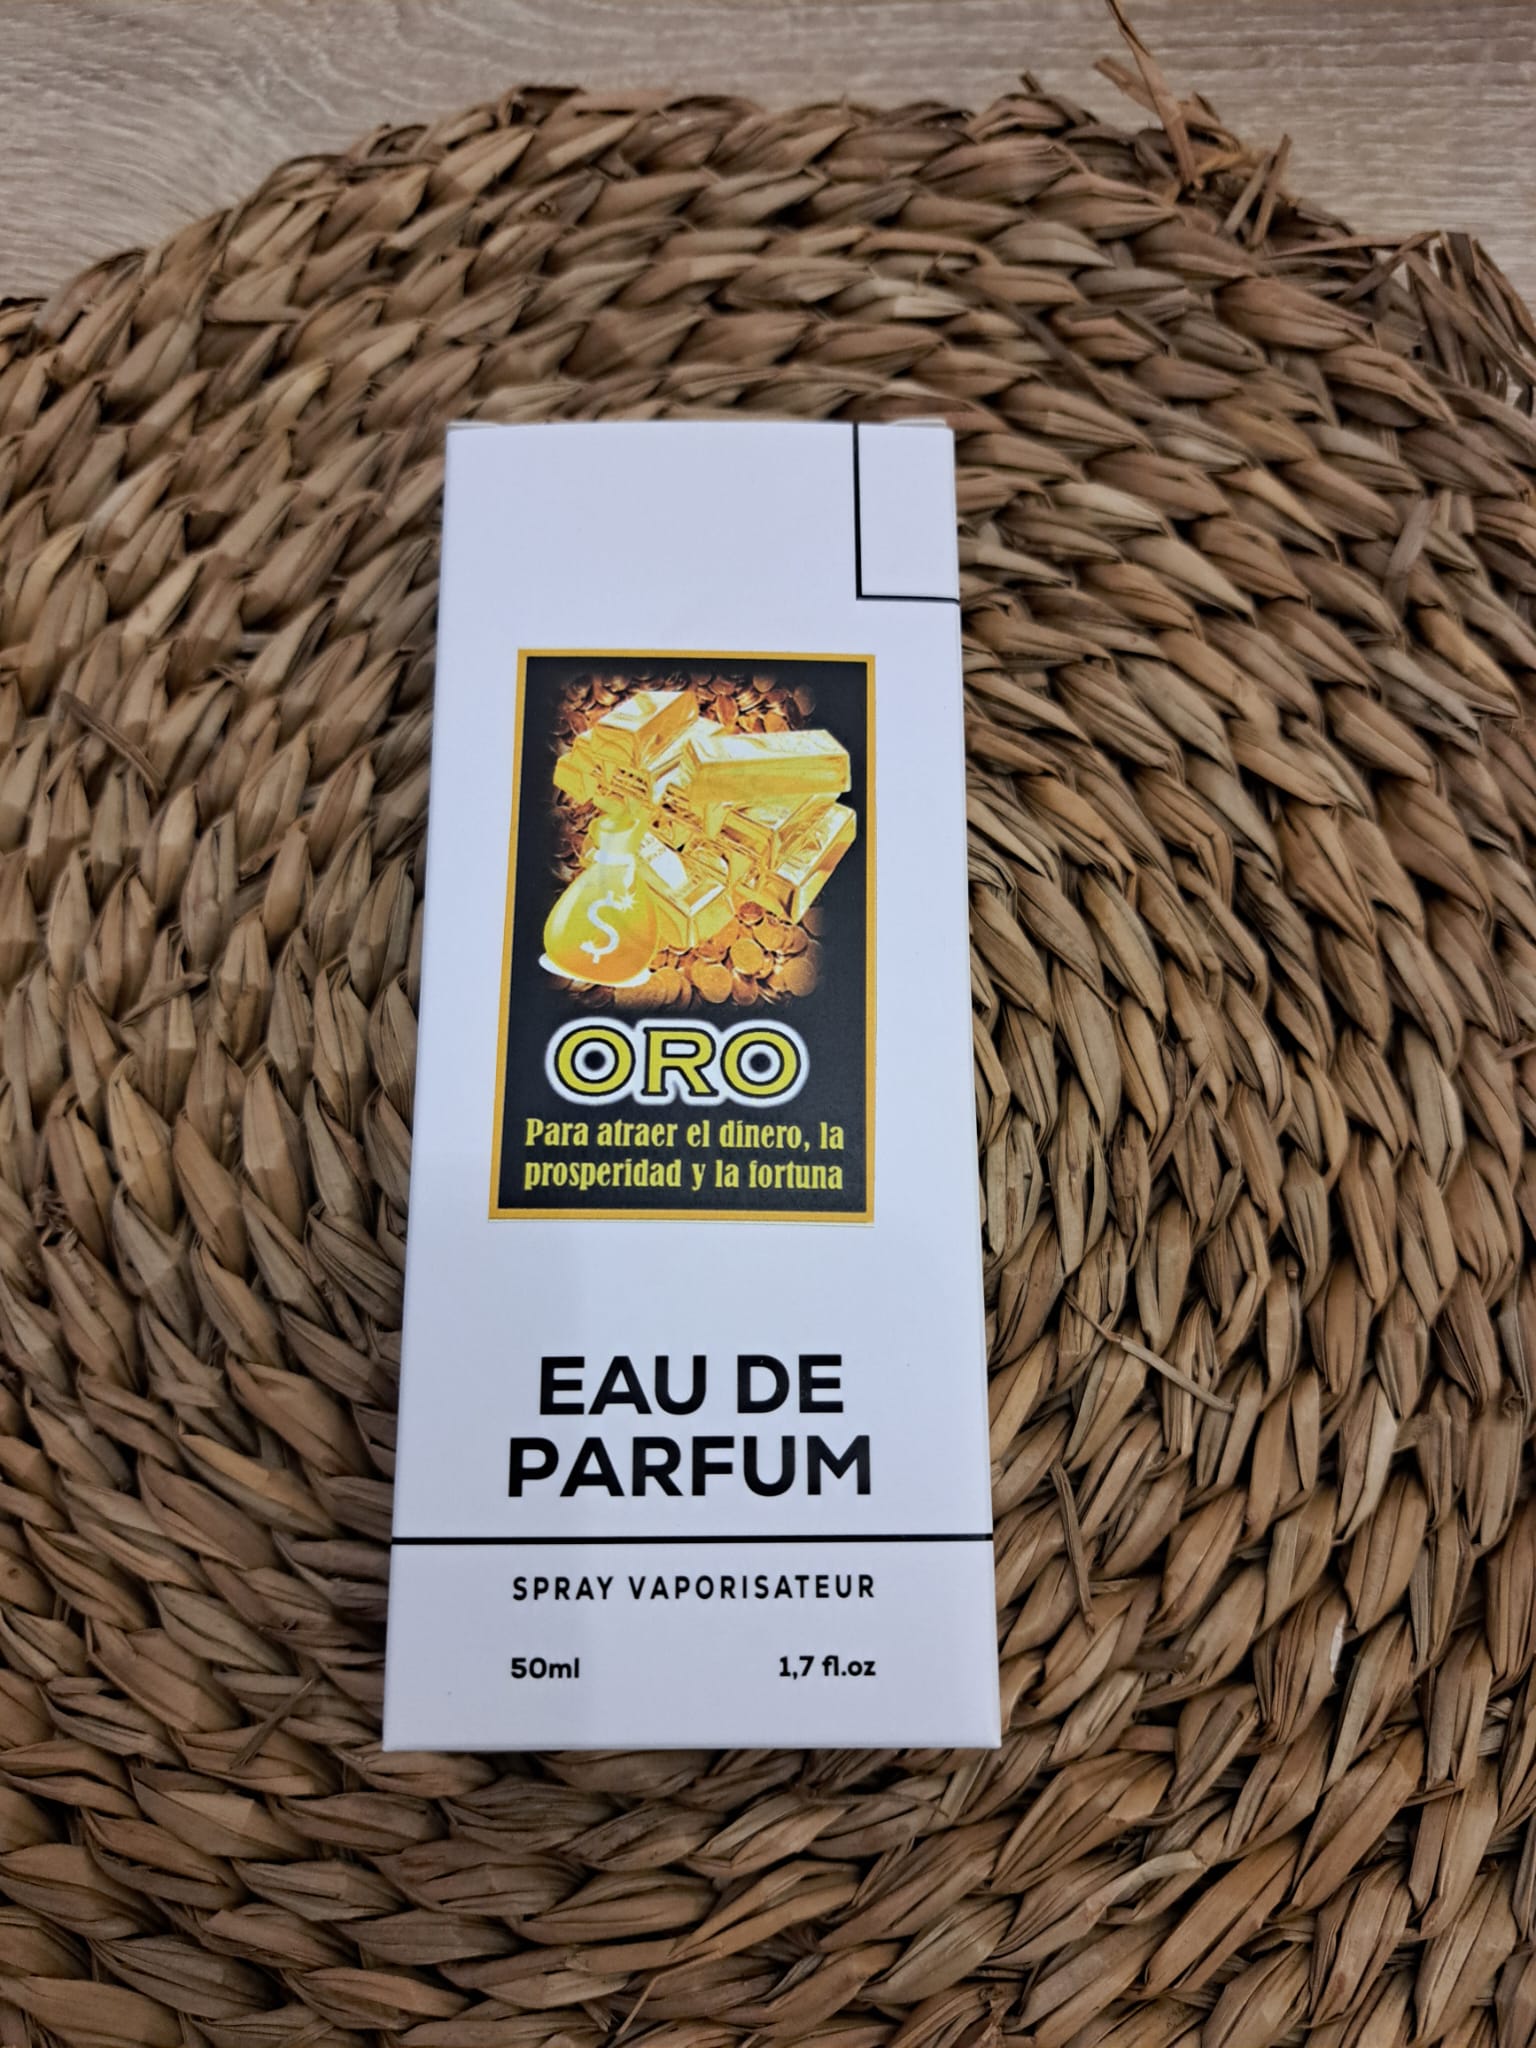 $
ORO
Para atraer el dinero, la
prosperidad y la fortuna
EAU DE
PARFUM
SPRAY VAPORISATEUR
50ml 1,7 fl.oz